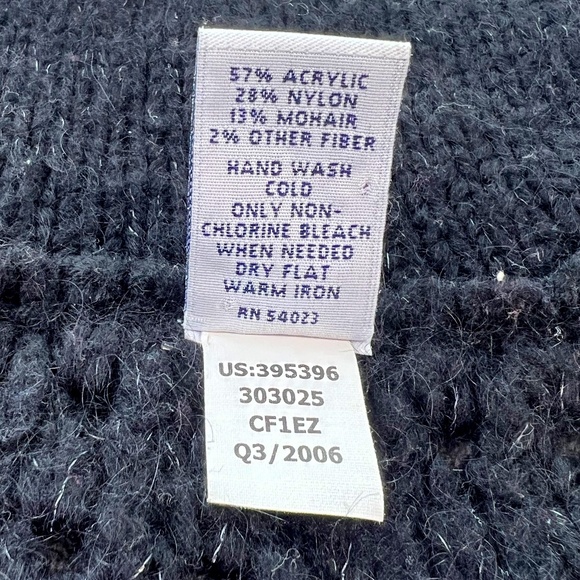 57% ACRYLIC
28% NYLON
13% MOHAIR
2% OTHER FIBER
HAND WASH
COLD
ONLY NON-
CHLORINE BLEACH
WHEN NEEDED
DRY FLAT
WARM IRON
RN 54023
US:395396
303025
CF1EZ
Q3/2006